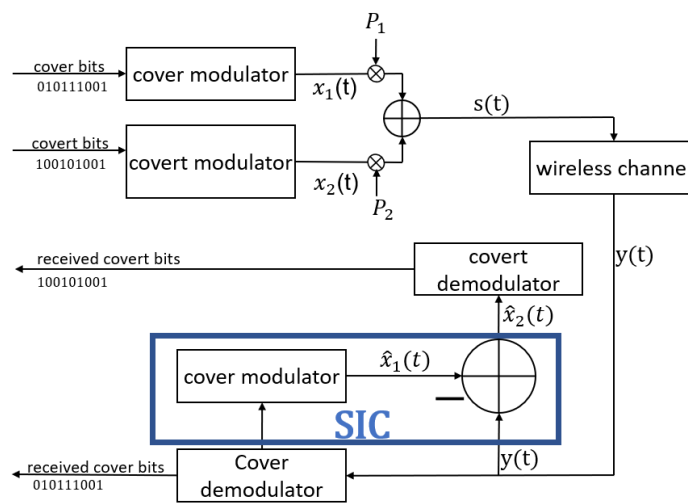 P₁
cover bits
010111001
cover modulator
x₁(t)
s(t)
covert bits
100101001
covert modulator
x₂(t)
P₂
wireless channel
y(t)
received covert bits
100101001
covert
demodulator
x̂₂(t)
cover modulator
x̂₁(t)
SIC
y(t)
received cover bits
010111001
Cover
demodulator